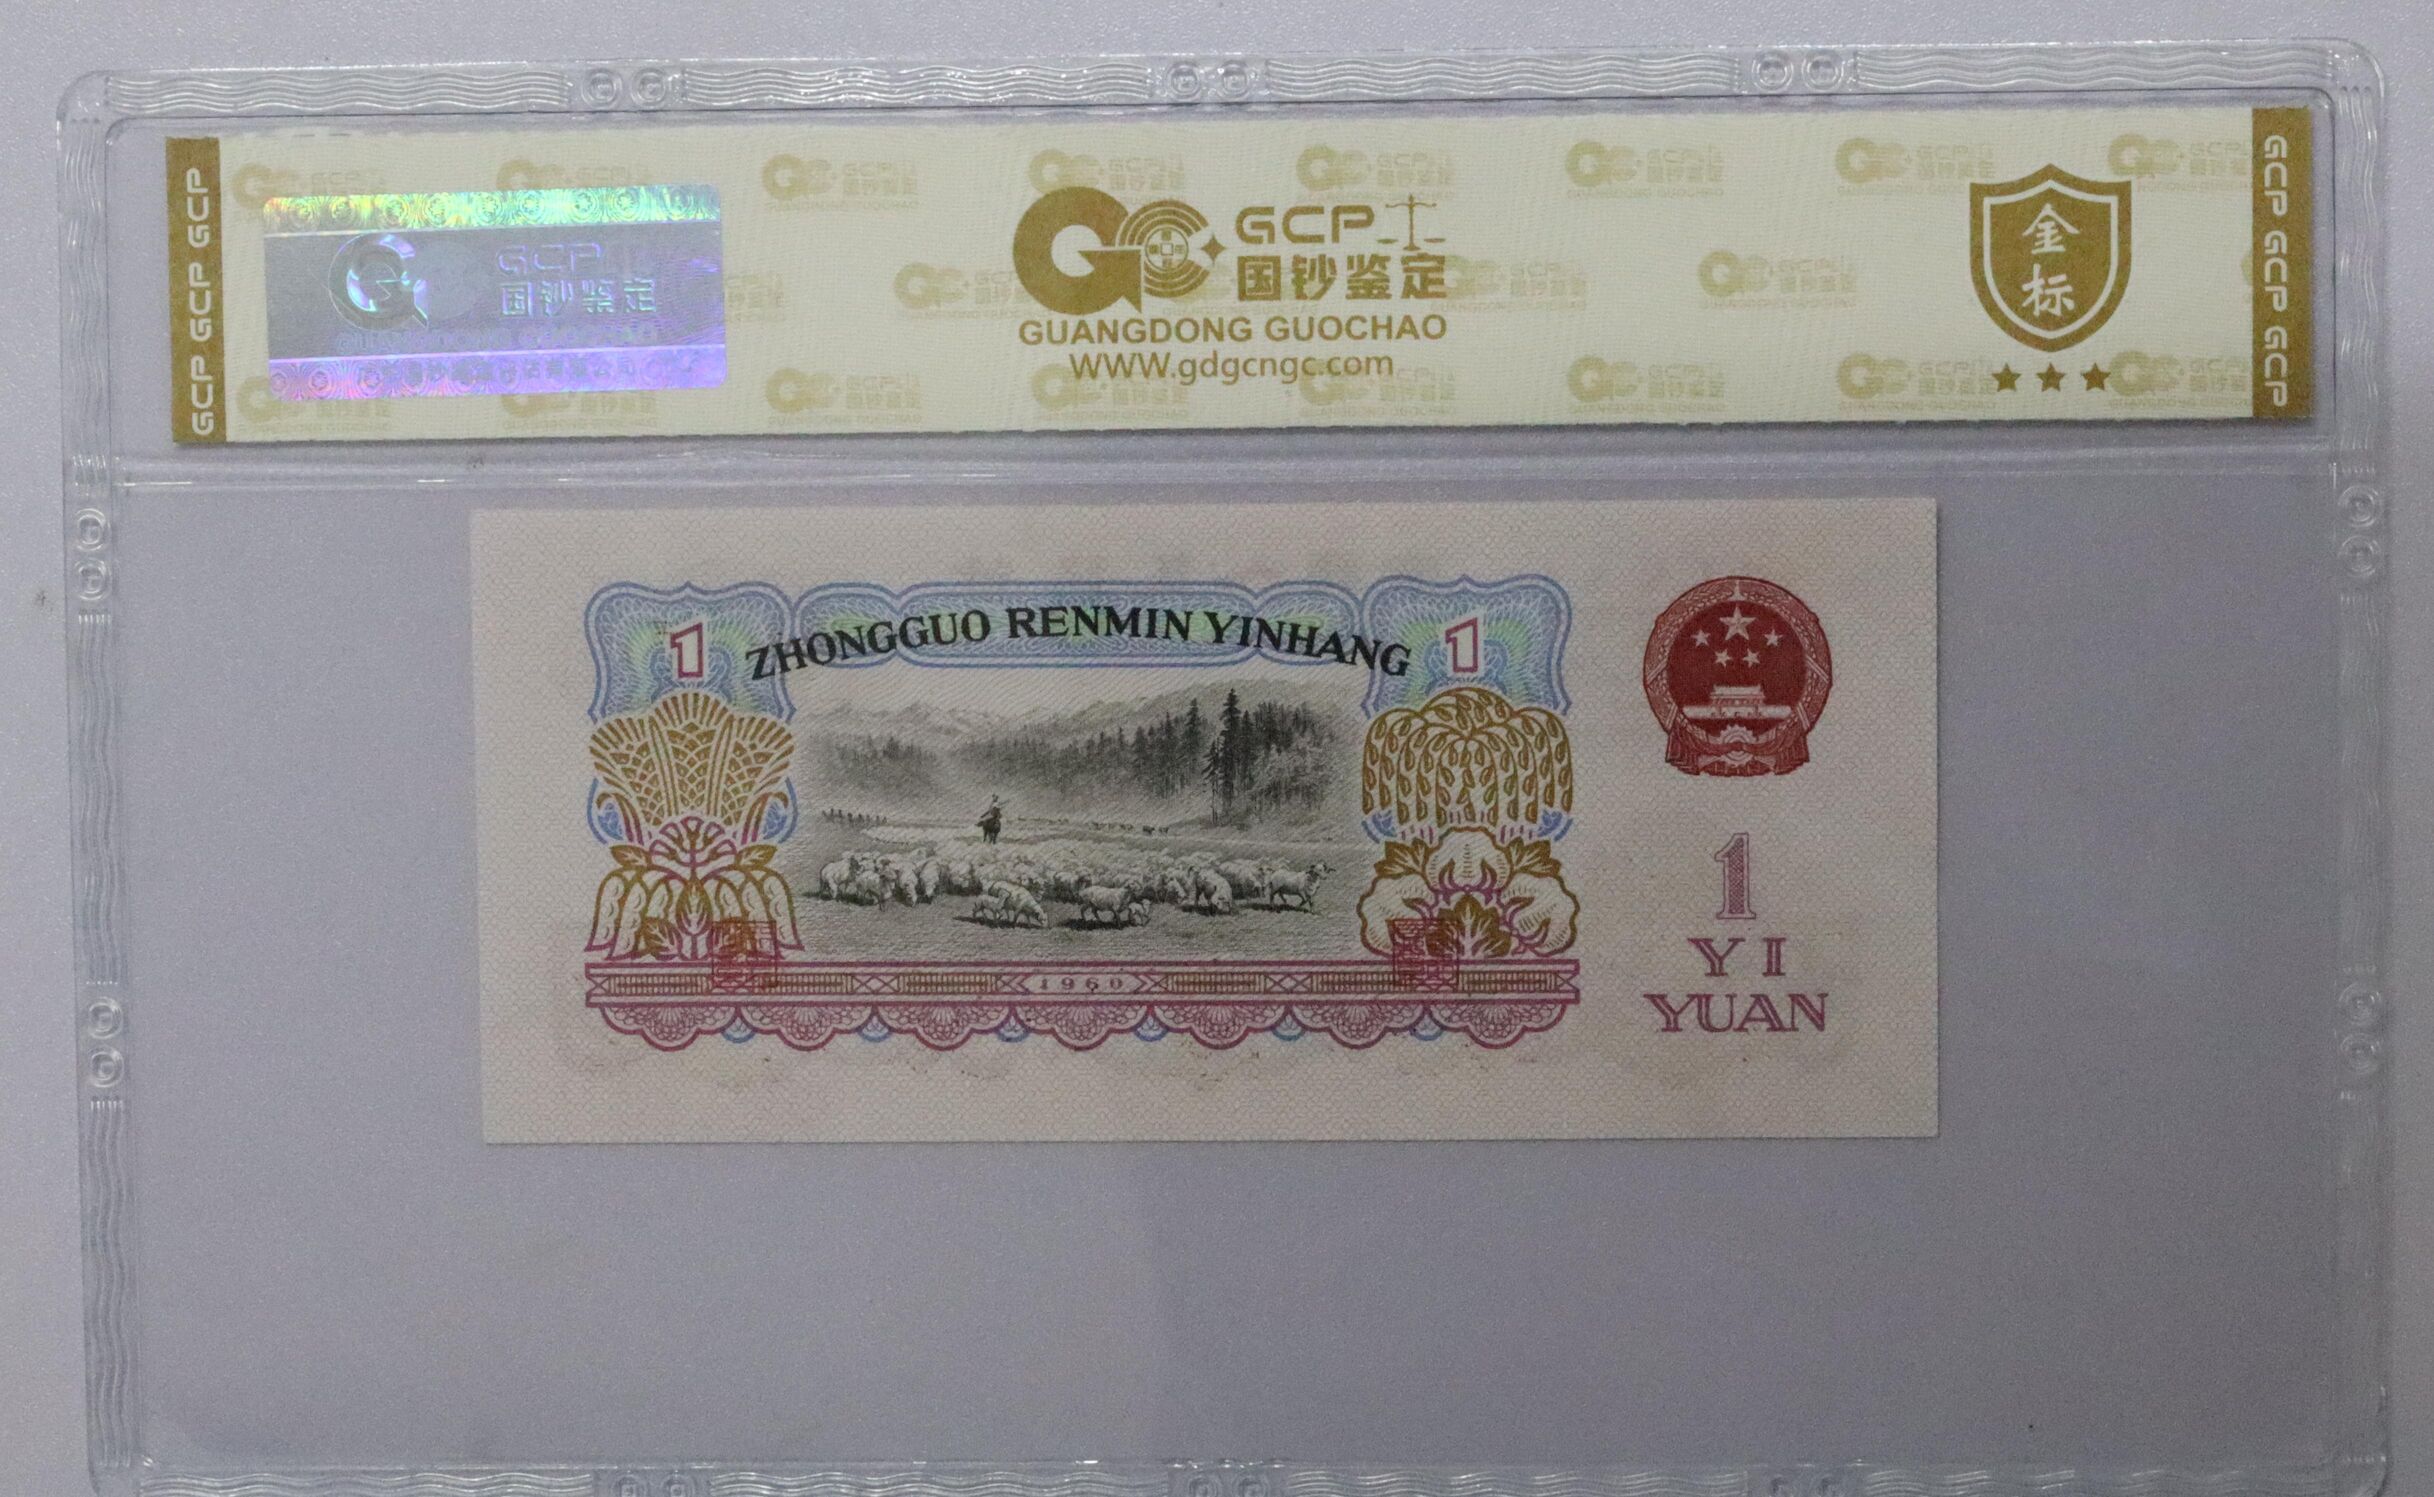 GCP GCP GCP
GCP
国钞鉴定
GCP
国钞鉴定
GUANGDONG GUOCHAO
WWW.gdgcngc.com
金
标
GCP GCP GCP
ZHONGGUO RENMIN YINHANG
1
1
1960
1
YI
YUAN